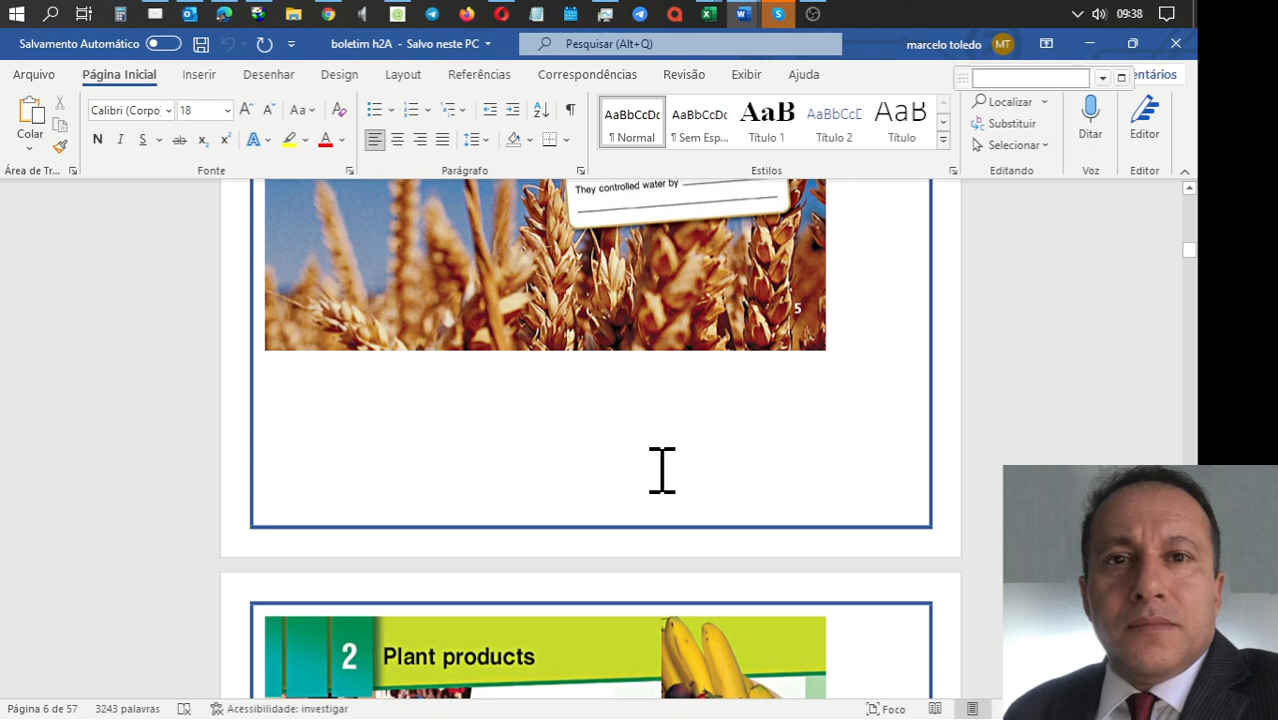 09:38
Salvamento Automático
boletim h2A - Salvo neste PC
Pesquisar (Alt+Q)
marcelo toledo
MT
Arquivo
Página Inicial
Inserir
Desenhar
Design
Layout
Referências
Correspondências
Revisão
Exibir
Ajuda
entários
Colar
Calibri (Corpo
18
Aa
N
I
S
AaBbCcDc
¶ Normal
AaBbCcDc
¶ Sem Esp...
AaB
Título 1
AaBbCcD
Título 2
AaB
Título
Localizar
Substituir
Selecionar
Ditar
Editor
Área de Tr...
Fonte
Parágrafo
Estilos
Editando
Voz
Editor
They controlled water by
5
2
Plant products
Página 6 de 57
3243 palavras
Acessibilidade: investigar
Foco